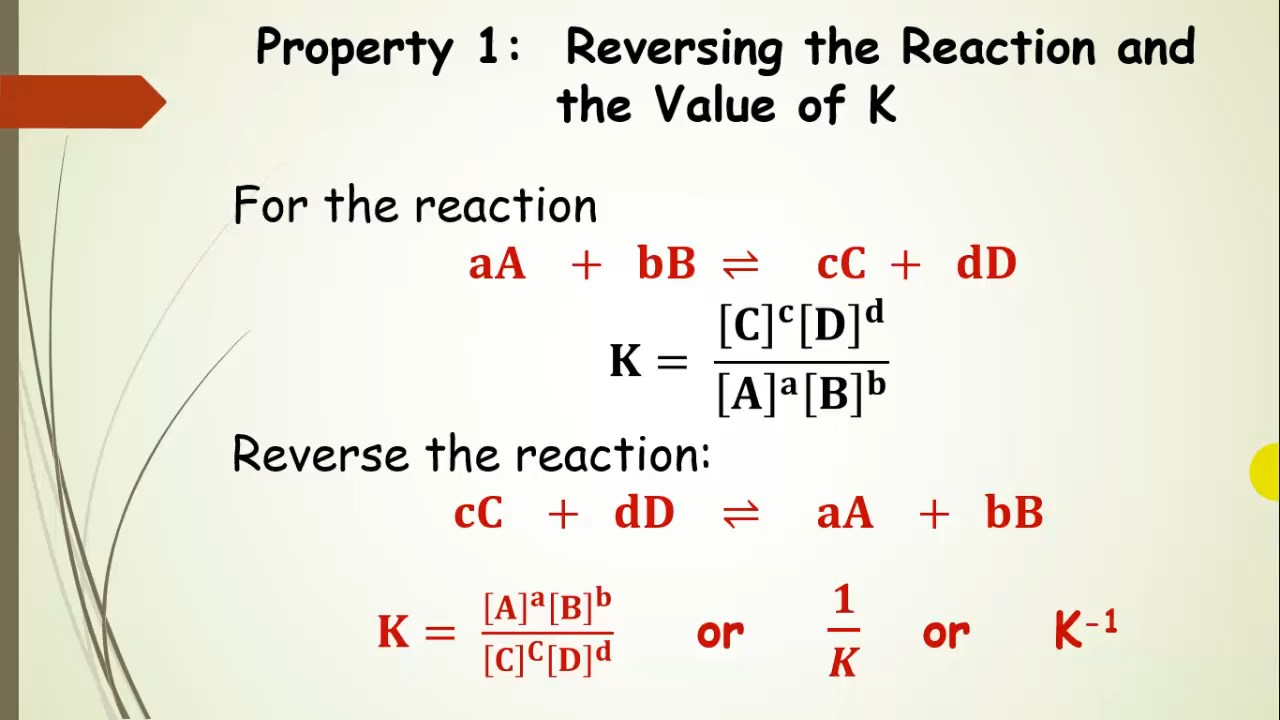 Property 1: Reversing the Reaction and
the Value of K
For the reaction
aA + bB ⇌ cC + dD
K = [C]ᶜ[D]ᵈ / [A]ᵃ[B]ᵇ
Reverse the reaction:
cC + dD ⇌ aA + bB
K = [A]ᵃ[B]ᵇ / [C]^C[D]ᵈ or 1/K or K⁻¹